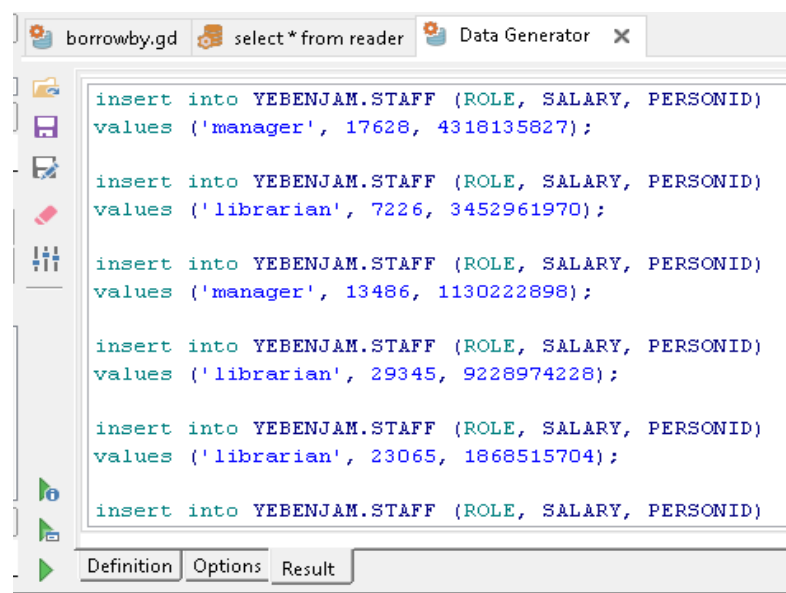 borrowby.gd select * from reader Data Generator
insert into YEBENJAM.STAFF (ROLE, SALARY, PERSONID)
values ('manager', 17628, 4318135827);
insert into YEBENJAM.STAFF (ROLE, SALARY, PERSONID)
values ('librarian', 7226, 3452961970);
insert into YEBENJAM.STAFF (ROLE, SALARY, PERSONID)
values ('manager', 13486, 1130222898);
insert into YEBENJAM.STAFF (ROLE, SALARY, PERSONID)
values ('librarian', 29345, 9228974228);
insert into YEBENJAM.STAFF (ROLE, SALARY, PERSONID)
values ('librarian', 23065, 1868515704);
insert into YEBENJAM.STAFF (ROLE, SALARY, PERSONID)
Definition Options Result